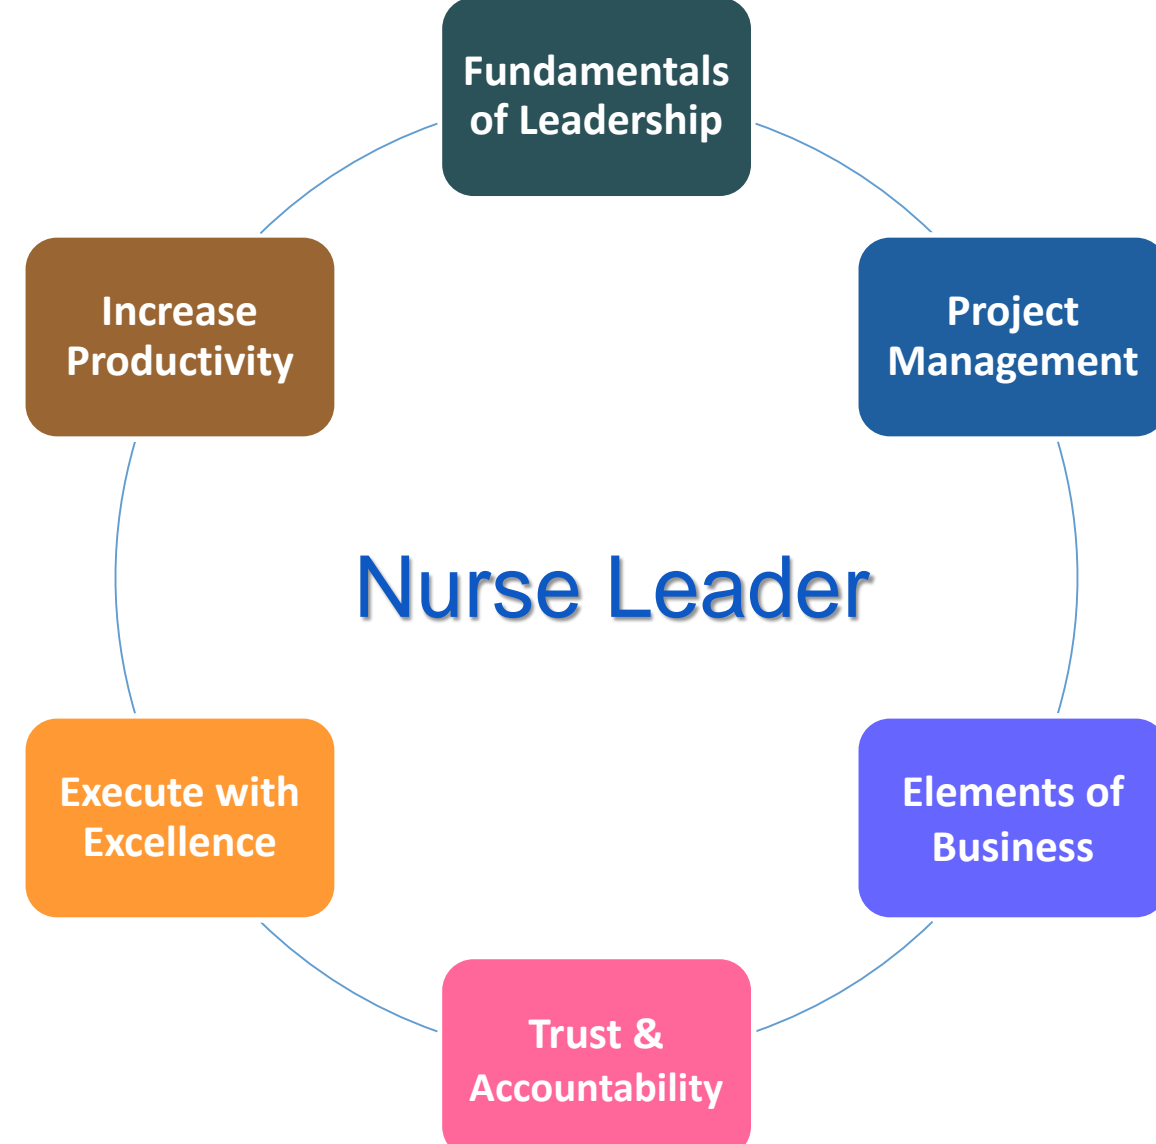 Fundamentals
of Leadership
Increase
Productivity
Project
Management
Nurse Leader
Execute with
Excellence
Elements of
Business
Trust &
Accountability